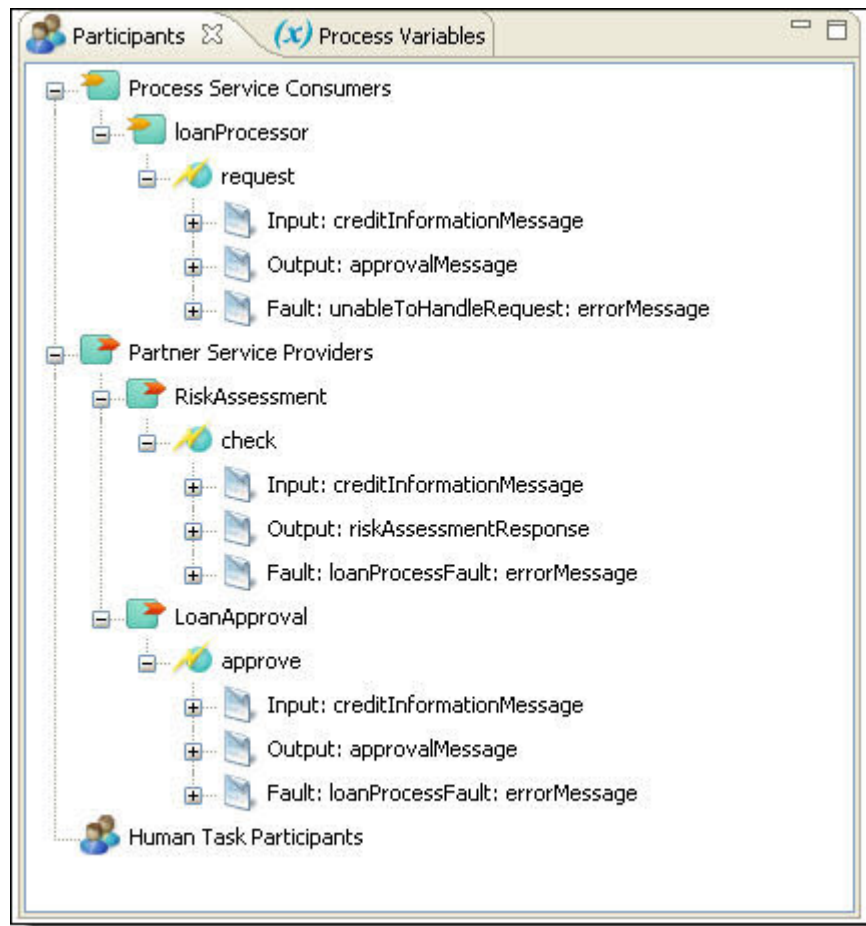 Participants (x) Process Variables
Process Service Consumers
loanProcessor
request
Input: creditInformationMessage
Output: approvalMessage
Fault: unableToHandleRequest: errorMessage
Partner Service Providers
RiskAssessment
check
Input: creditInformationMessage
Output: riskAssessmentResponse
Fault: loanProcessFault: errorMessage
LoanApproval
approve
Input: creditInformationMessage
Output: approvalMessage
Fault: loanProcessFault: errorMessage
Human Task Participants